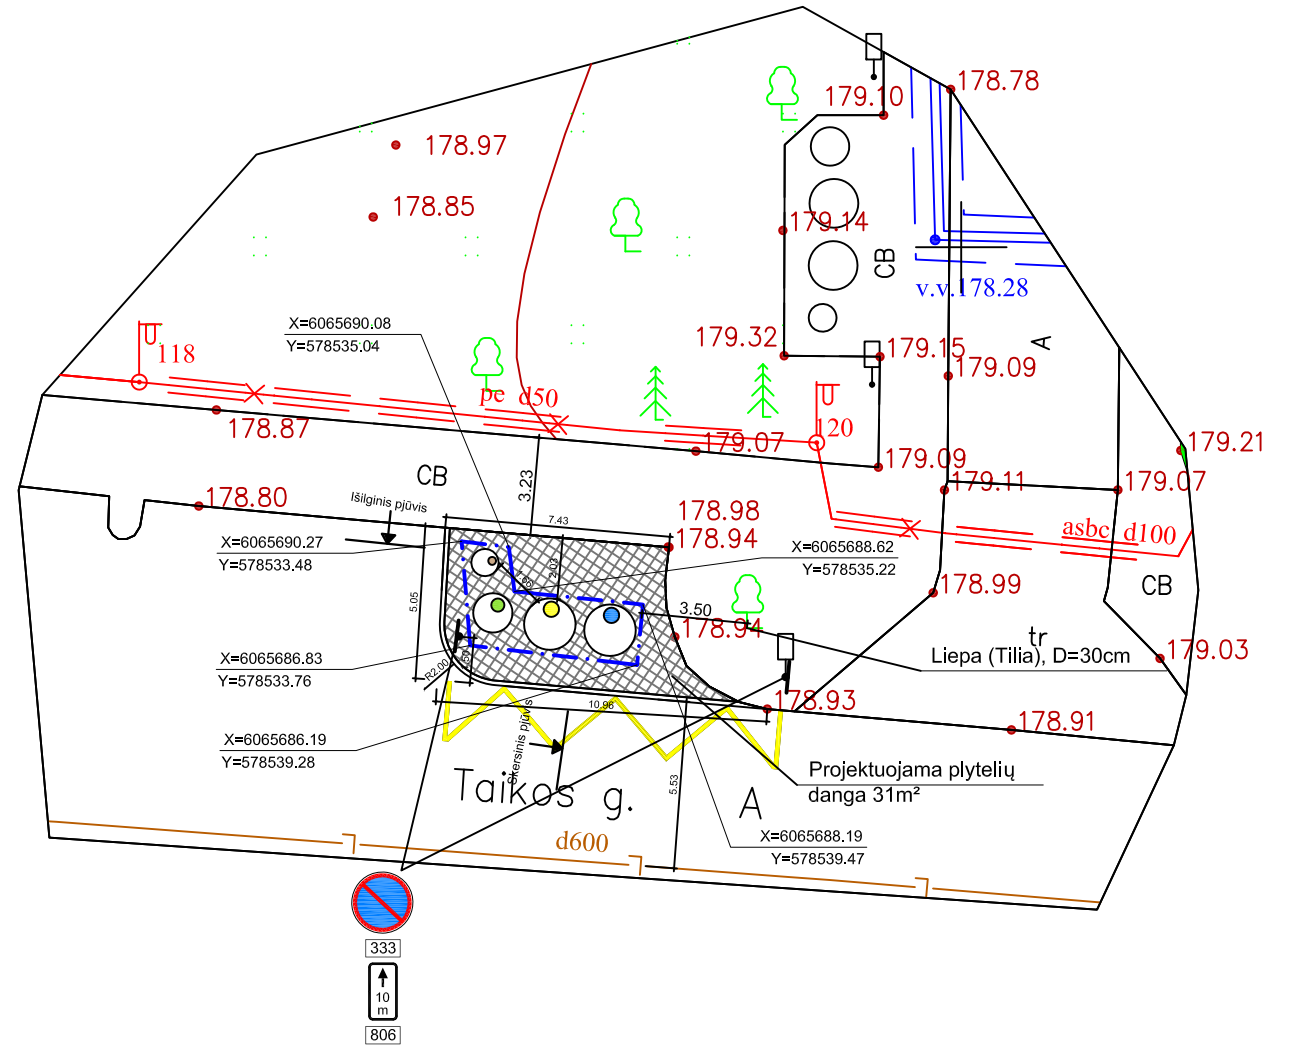 178.78
179.10
178.97
178.85
179.14
CB
v.v.178.28
X=6065690.08
Y=578535.04
118
179.32
179.15
A
179.09
pe d50
120
178.87
179.07
179.21
CB
3.23
179.09
179.11
179.07
178.80
Išilginis pjūvis
178.98
7.43
178.94
asbc d100
X=6065690.27
Y=578533.48
X=6065688.62
Y=578535.22
2.03
CB
178.99
5.05
3.50
178.94
tr
Liepa (Tilia), D=30cm
179.03
X=6065686.83
Y=578533.76
R2.00
10.96
178.93
178.91
X=6065686.19
Y=578539.28
Skersinis pjūvis
5.53
Projektuojama plytelių
danga 31m²
Taikos g.
A
X=6065688.19
Y=578539.47
d600
333
10
m
806